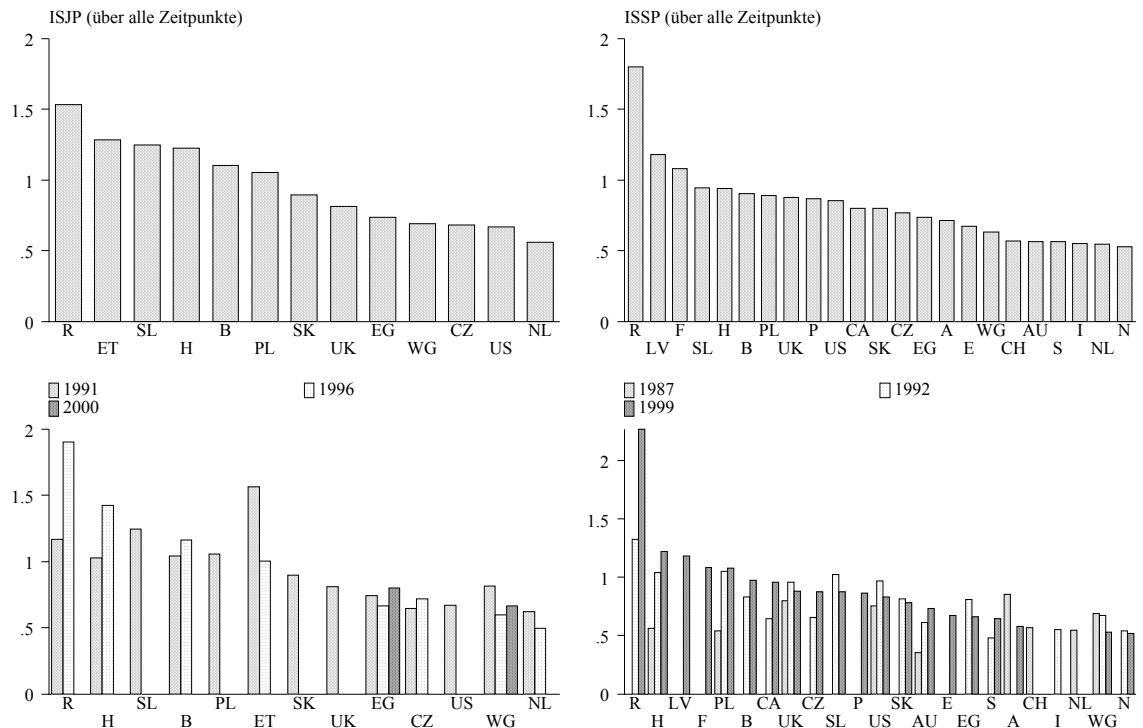 ISJP (über alle Zeitpunkte)
2
1.5
1
.5
0
R SL B SK EG CZ NL
ET H PL UK WG US
ISSP (über alle Zeitpunkte)
2
1.5
1
.5
0
R F H PL P CA CZ A WG AU I N
LV SL B UK US SK EG E CH S NL
1991 1996
2000
2
1.5
1
.5
0
R SL PL SK EG US NL
H B ET UK CZ WG
1987 1992
1999
2
1.5
1
.5
0
R LV PL CA CZ P SK E S CH NL N
H F B UK SL US AU EG A I WG